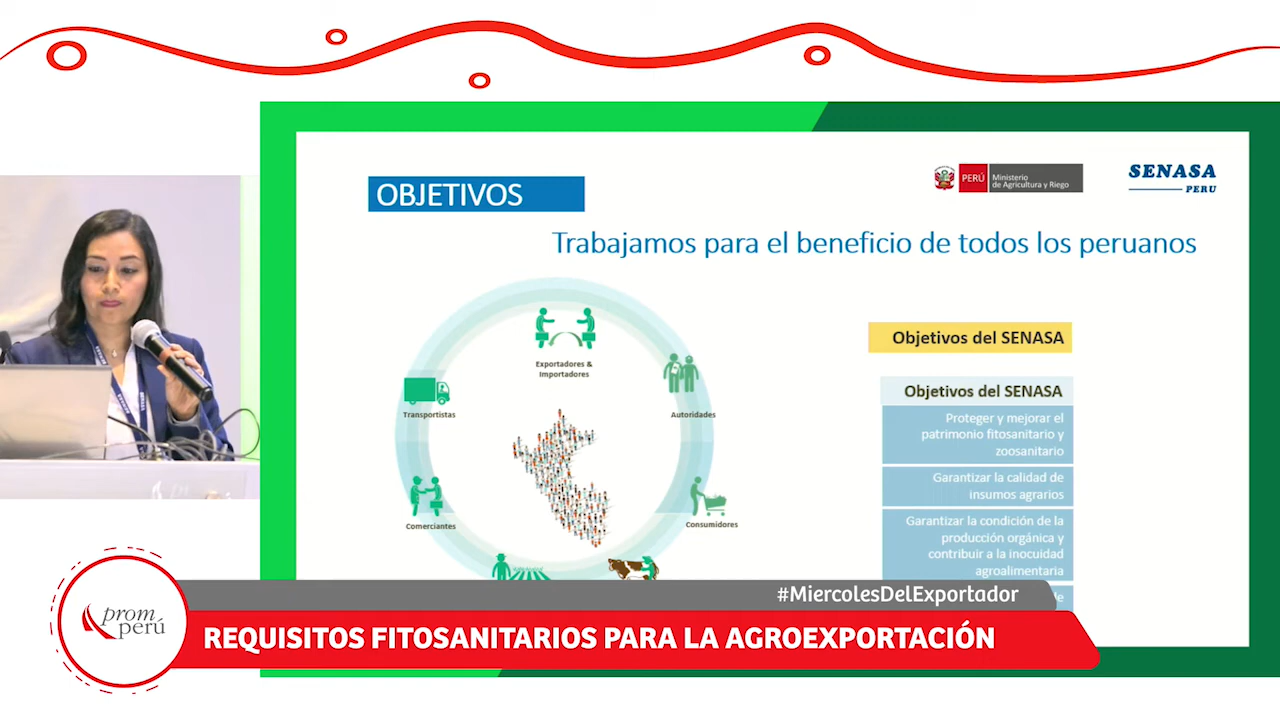 OBJETIVOS
PERÚ
Ministerio
de Agricultura y Riego
SENASA
PERU
Trabajamos para el beneficio de todos los peruanos
Exportadores &
Importadores
Transportistas
Autoridades
Comerciantes
Consumidores
Objetivos del SENASA
Objetivos del SENASA
Proteger y mejorar el
patrimonio fitosanitario y
zoosanitario
Garantizar la calidad de
insumos agrarios
Garantizar la condición de la
producción orgánica y
contribuir a la inocuidad
agroalimentaria
#MiercolesDelExportador
prom
perú
REQUISITOS FITOSANITARIOS PARA LA AGROEXPORTACIÓN